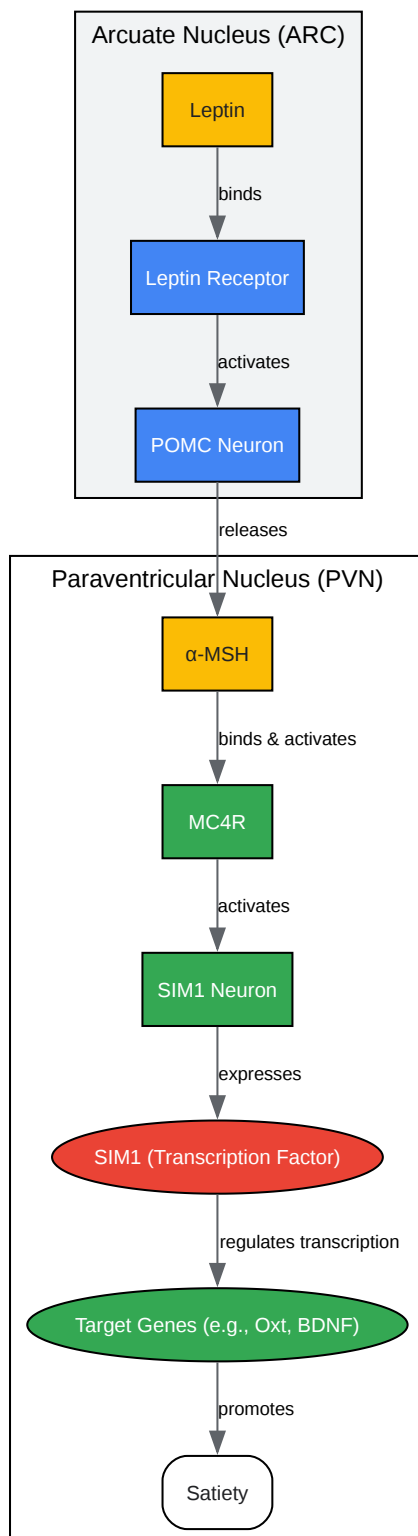 Arcuate Nucleus (ARC)
Leptin
binds
Leptin Receptor
activates
POMC Neuron
releases
Paraventricular Nucleus (PVN)
α-MSH
binds & activates
MC4R
activates
SIM1 Neuron
expresses
SIM1 (Transcription Factor)
regulates transcription
Target Genes (e.g., Oxt, BDNF)
promotes
Satiety